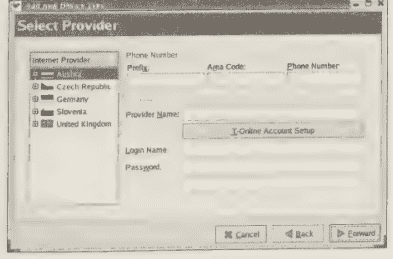 Select Provider
Internet Provider
Austria
Czech Republic
Germany
Slovenia
United Kingdom
Phone Number
Prefix:
Area Code:
Phone Number
Provider Name:
T-Online Account Setup
Login Name
Password
Cancel
Back
Forward